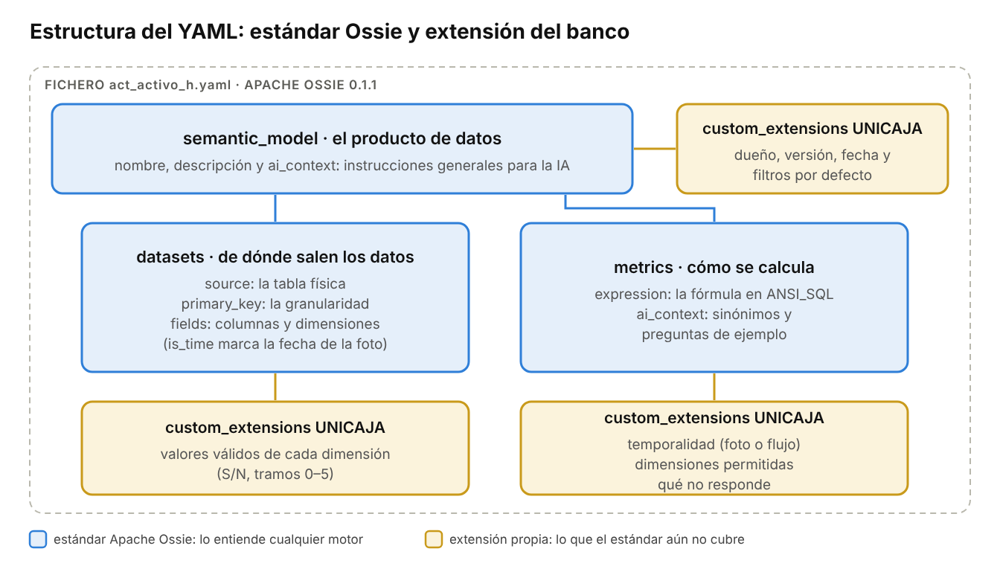 Estructura del YAML: estándar Ossie y extensión del banco
FICHERO act_activo_h.yaml · APACHE OSSIE 0.1.1
semantic_model · el producto de datos
nombre, descripción y ai_context: instrucciones generales para la IA
custom_extensions UNICAJA
dueño, versión, fecha y
filtros por defecto
datasets · de dónde salen los datos
source: la tabla física
primary_key: la granularidad
fields: columnas y dimensiones
(is_time marca la fecha de la foto)
metrics · cómo se calcula
expression: la fórmula en ANSI_SQL
ai_context: sinónimos y
preguntas de ejemplo
custom_extensions UNICAJA
valores válidos de cada dimensión
(S/N, tramos 0–5)
custom_extensions UNICAJA
temporalidad (foto o flujo)
dimensiones permitidas
qué no responde
estándar Apache Ossie: lo entiende cualquier motor
extensión propia: lo que el estándar aún no cubre